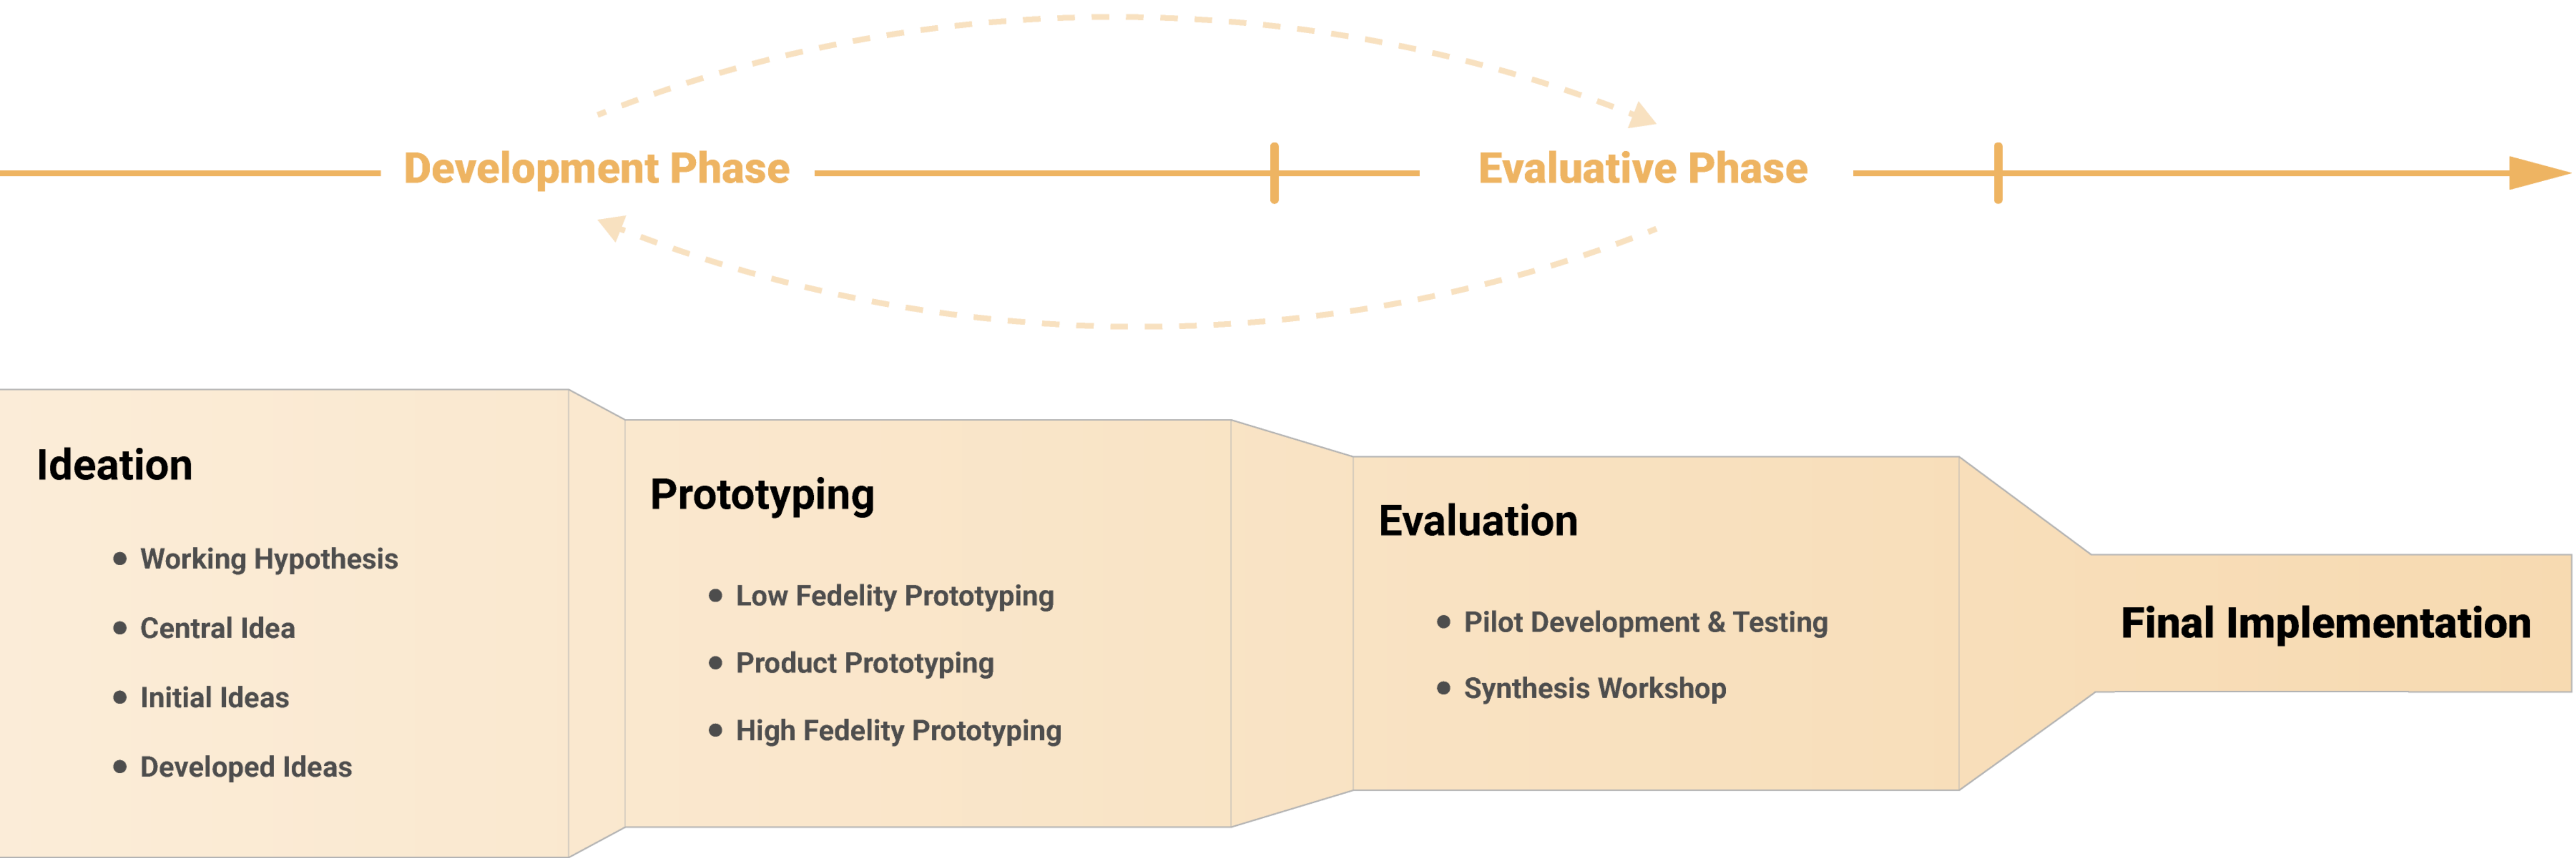 Development Phase
Evaluative Phase
Ideation
Working Hypothesis
Central Idea
Initial Ideas
Developed Ideas
Prototyping
Low Fedelity Prototyping
Product Prototyping
High Fedelity Prototyping
Evaluation
Pilot Development & Testing
Synthesis Workshop
Final Implementation